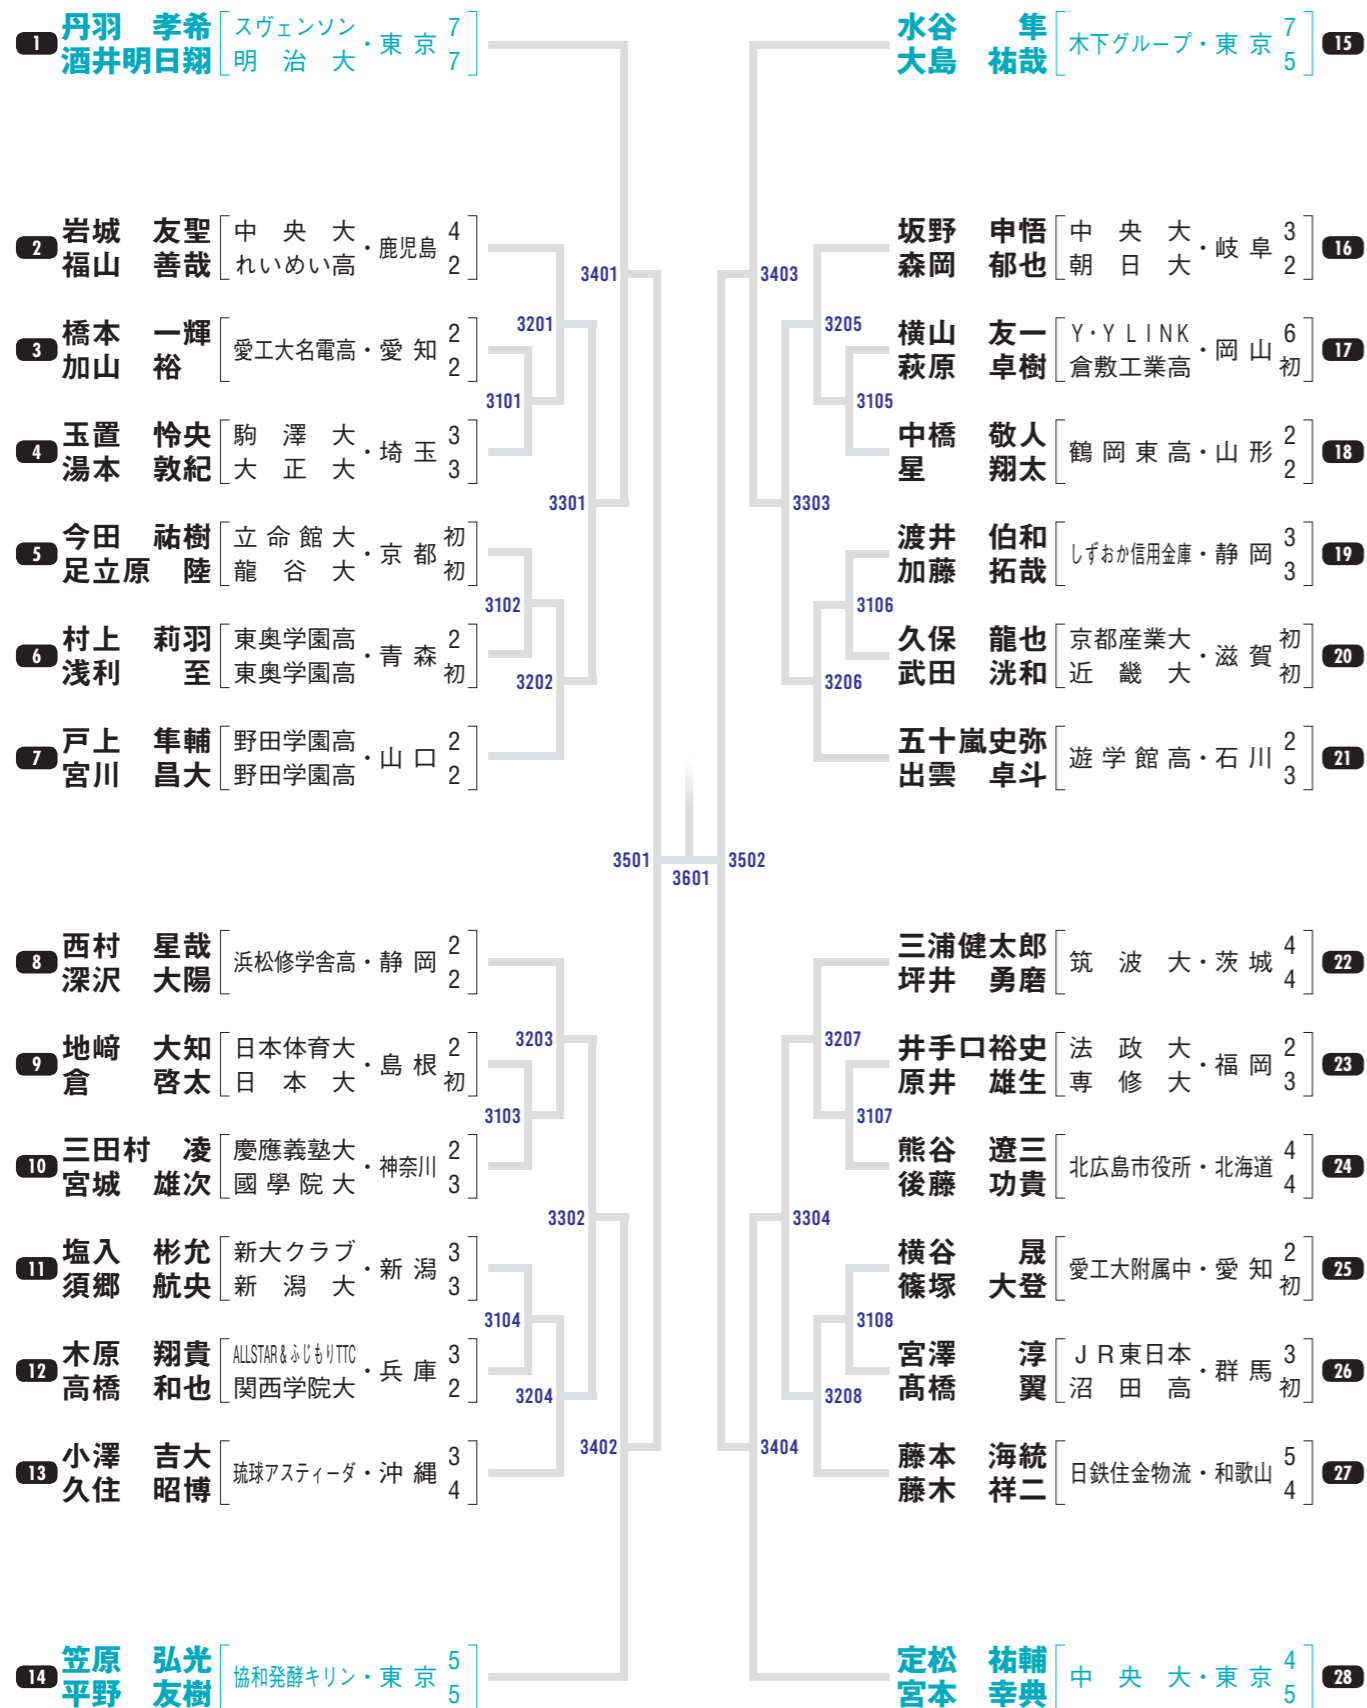 1 丹羽 孝希 スヴェンソン ・東京 7
酒井明日翔 明治大 7
2 岩城 友聖 中央大 ・鹿児島 4
福山 善哉 れいめい高 2
3401
3201
3 橋本 一輝 愛工大名電高・愛知 2
加山 裕 2
3101
4 玉置 怜央 駒澤大 ・埼玉 3
湯本 敦紀 大正大 3
3301
5 今田 祐樹 立命館大 ・京都 初
足立原 陸 龍谷大 初
3102
6 村上 莉羽 東奥学園高 ・青森 2
浅利 至 東奥学園高 初
3202
7 戸上 隼輔 野田学園高 ・山口 2
宮川 昌大 野田学園高 2
3501
3601
8 西村 星哉 浜松修学舎高・静岡 2
深沢 大陽 2
3203
9 地﨑 大知 日本体育大 ・島根 2
倉 啓太 日本大 初
3103
10 三田村 凌 慶應義塾大 ・神奈川 2
宮城 雄次 國學院大 3
3302
11 塩入 彬允 新大クラブ ・新潟 3
須郷 航央 新潟大 3
3104
12 木原 翔貴 ALLSTAR&ふじもりTTC ・兵庫 3
高橋 和也 関西学院大 2
3204
3402
13 小澤 吉大 琉球アスティーダ・沖縄 3
久住 昭博 4
14 笠原 弘光 協和発酵キリン・東京 5
平野 友樹 5
水谷 隼 木下グループ・東京 7 15
大島 祐哉 5
坂野 申悟 中央大 ・岐阜 3 16
森岡 郁也 朝日大 2
3403
3205
横山 友一 Y・Y LINK ・岡山 6 17
萩原 卓樹 倉敷工業高 初
3105
中橋 敬人 鶴岡東高・山形 2 18
星 翔太 2
3303
渡井 伯和 しずおか信用金庫・静岡 3 19
加藤 拓哉 3
3106
久保 龍也 京都産業大 ・滋賀 初 20
武田 洸和 近畿大 初
3206
五十嵐史弥 遊学館高・石川 2 21
出雲 卓斗 3
3502
三浦健太郎 筑波大・茨城 4 22
坪井 勇磨 4
3207
井手口裕史 法政大 ・福岡 2 23
原井 雄生 専修大 3
3107
熊谷 遼三 北広島市役所・北海道 4 24
後藤 功貴 4
3304
横谷 晟 愛工大附属中・愛知 2 25
篠塚 大登 初
3108
宮澤 淳 JR東日本 ・群馬 3 26
髙橋 翼 沼田高 初
3208
3404
藤本 海統 日鉄住金物流・和歌山 5 27
藤木 祥二 4
定松 祐輔 中央大・東京 4 28
宮本 幸典 5